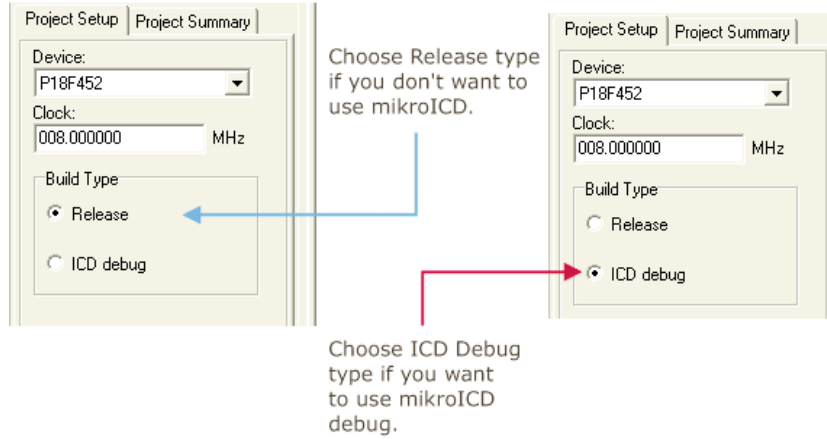 Project Setup Project Summary
Device:
P18F452
Clock:
008.000000 MHz
Build Type
Release
ICD debug
Choose Release type
if you don't want to
use mikroICD.
Project Setup Project Summary
Device:
P18F452
Clock:
008.000000 MHz
Build Type
Release
ICD debug
Choose ICD Debug
type if you want
to use mikroICD
debug.